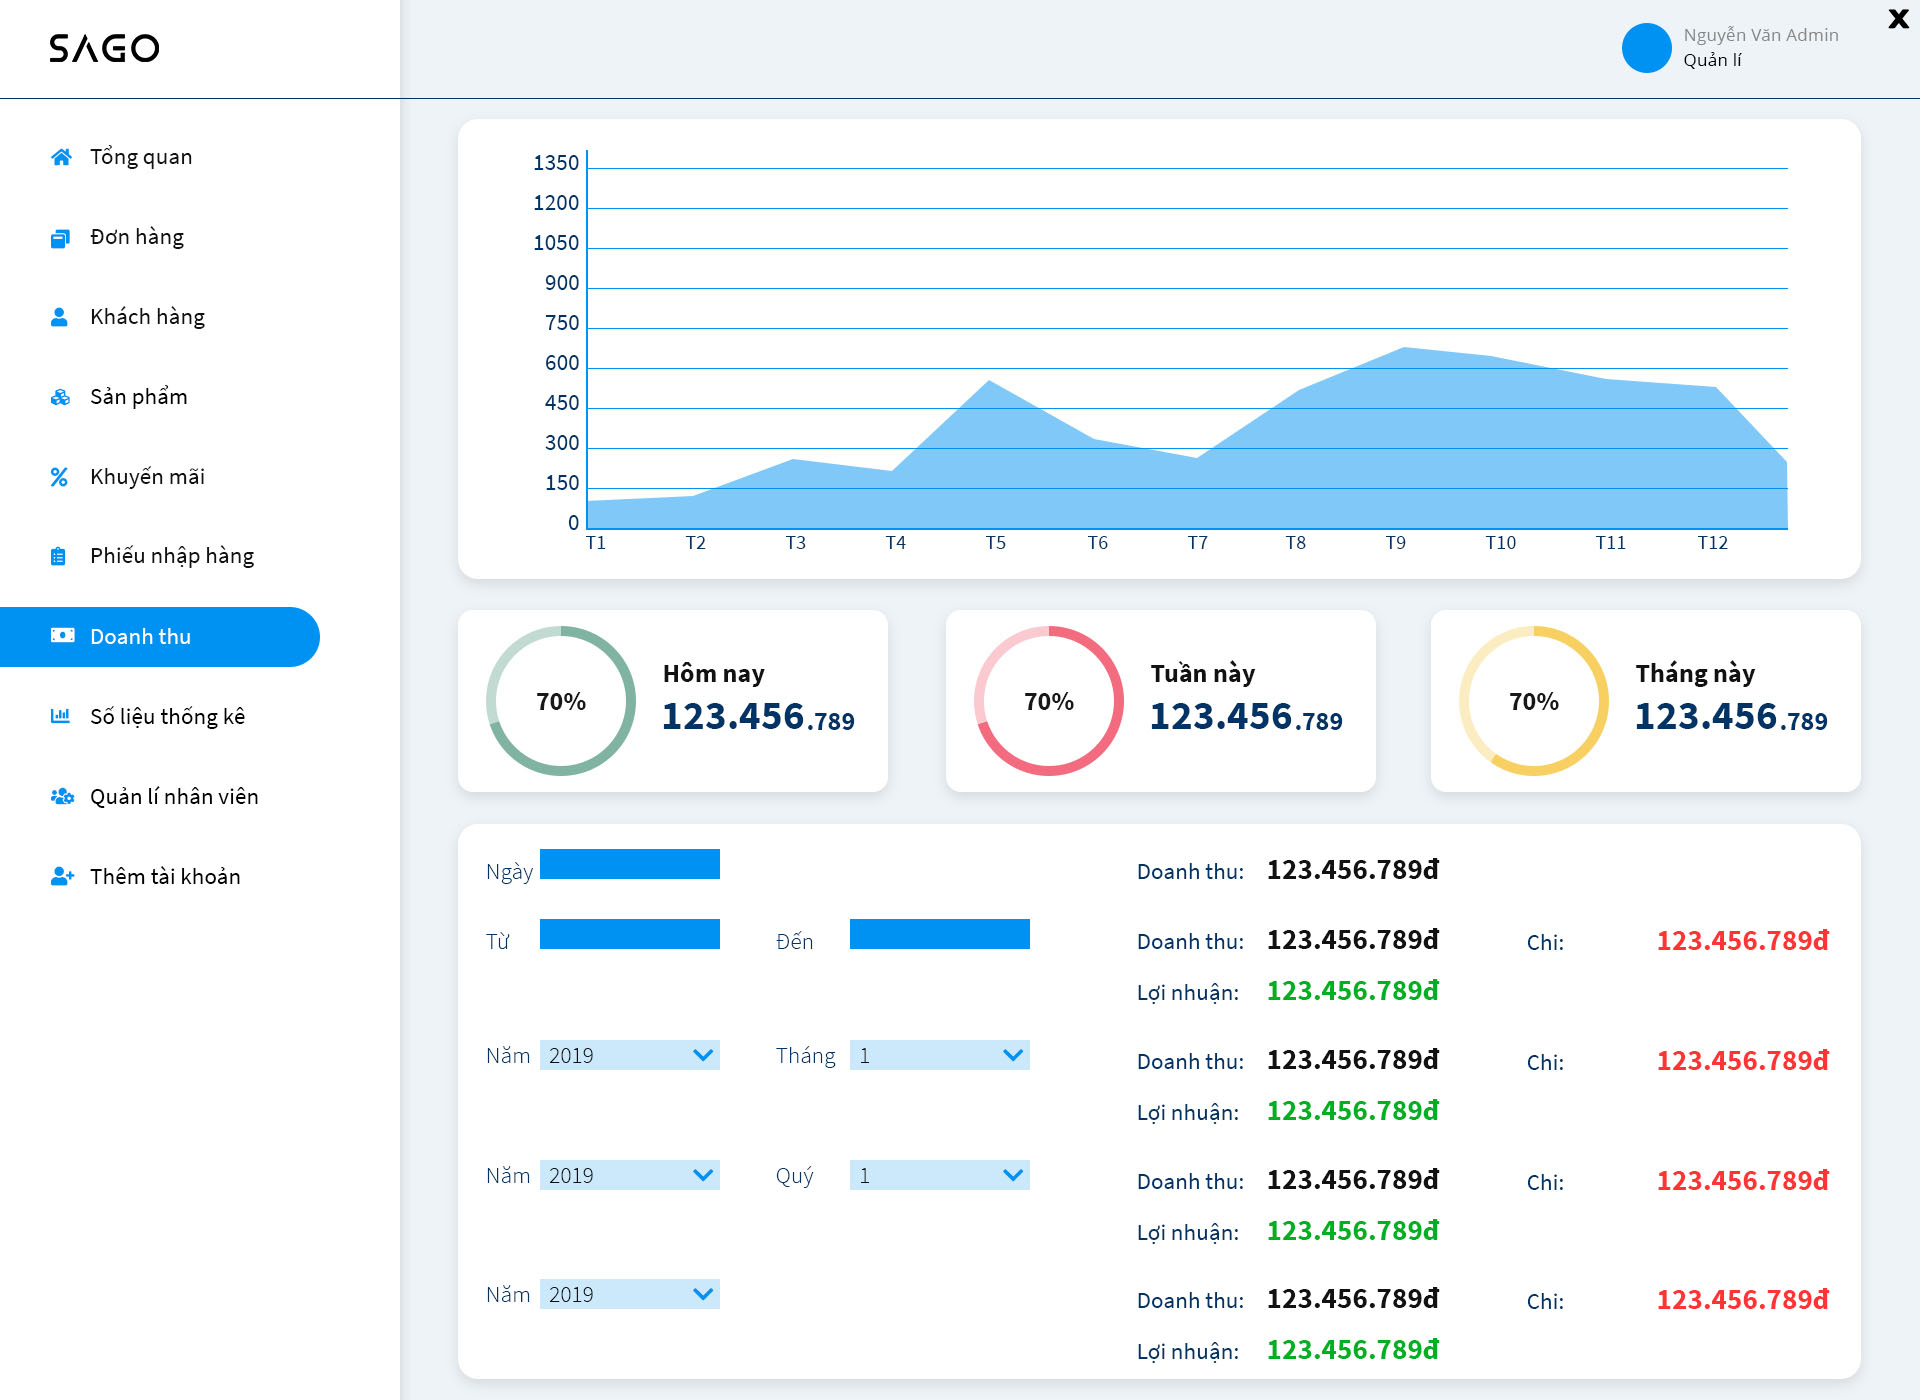 SAGO
Nguyễn Văn Admin
Quản lí
X
Tổng quan
Đơn hàng
Khách hàng
Sản phẩm
Khuyến mãi
Phiếu nhập hàng
Doanh thu
Số liệu thống kê
Quản lí nhân viên
Thêm tài khoản
1350
1200
1050
900
750
600
450
300
150
0
T1 T2 T3 T4 T5 T6 T7 T8 T9 T10 T11 T12
70%
Hôm nay
123.456.789
70%
Tuần này
123.456.789
70%
Tháng này
123.456.789
Ngày Doanh thu: 123.456.789đ
Từ Đến Doanh thu: 123.456.789đ Chi: 123.456.789đ
Lợi nhuận: 123.456.789đ
Năm 2019 Tháng 1 Doanh thu: 123.456.789đ Chi: 123.456.789đ
Lợi nhuận: 123.456.789đ
Năm 2019 Quý 1 Doanh thu: 123.456.789đ Chi: 123.456.789đ
Lợi nhuận: 123.456.789đ
Năm 2019 Doanh thu: 123.456.789đ Chi: 123.456.789đ
Lợi nhuận: 123.456.789đ